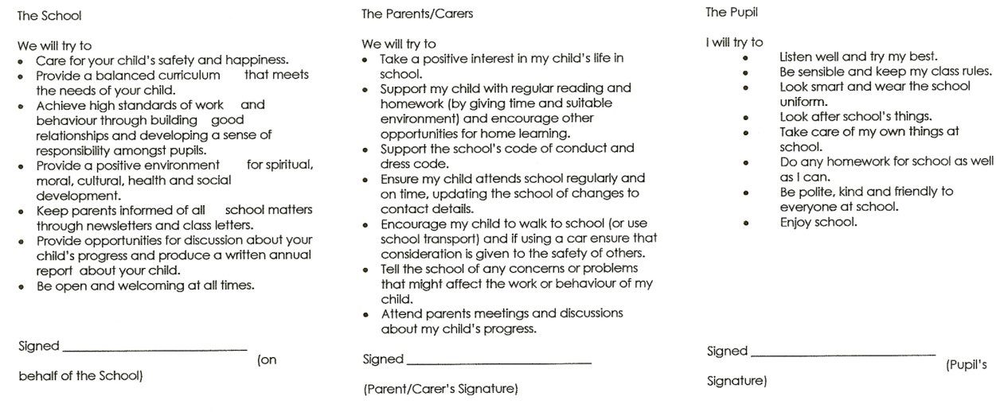 The School
We will try to
• Care for your child's safety and happiness.
• Provide a balanced curriculum that meets
the needs of your child.
• Achieve high standards of work and
behaviour through building good
relationships and developing a sense of
responsibility amongst pupils.
• Provide a positive environment for spiritual,
moral, cultural, health and social
development.
• Keep parents informed of all school matters
through newsletters and class letters.
• Provide opportunities for discussion about your
child's progress and produce a written annual
report about your child.
• Be open and welcoming at all times.
Signed ______________________
(on
behalf of the School)
The Parents/Carers
We will try to
• Take a positive interest in my child's life in
school.
• Support my child with regular reading and
homework (by giving time and suitable
environment) and encourage other
opportunities for home learning.
• Support the school's code of conduct and
dress code.
• Ensure my child attends school regularly and
on time, updating the school of changes to
contact details.
• Encourage my child to walk to school (or use
school transport) and if using a car ensure that
consideration is given to the safety of others.
• Tell the school of any concerns or problems
that might affect the work or behaviour of my
child.
• Attend parents meetings and discussions
about my child's progress.
Signed ______________________
(Parent/Carer's Signature)
The Pupil
I will try to
• Listen well and try my best.
• Be sensible and keep my class rules.
• Look smart and wear the school
uniform.
• Look after school's things.
• Take care of my own things at
school.
• Do any homework for school as well
as I can.
• Be polite, kind and friendly to
everyone at school.
• Enjoy school.
Signed ______________________
(Pupil's
Signature)